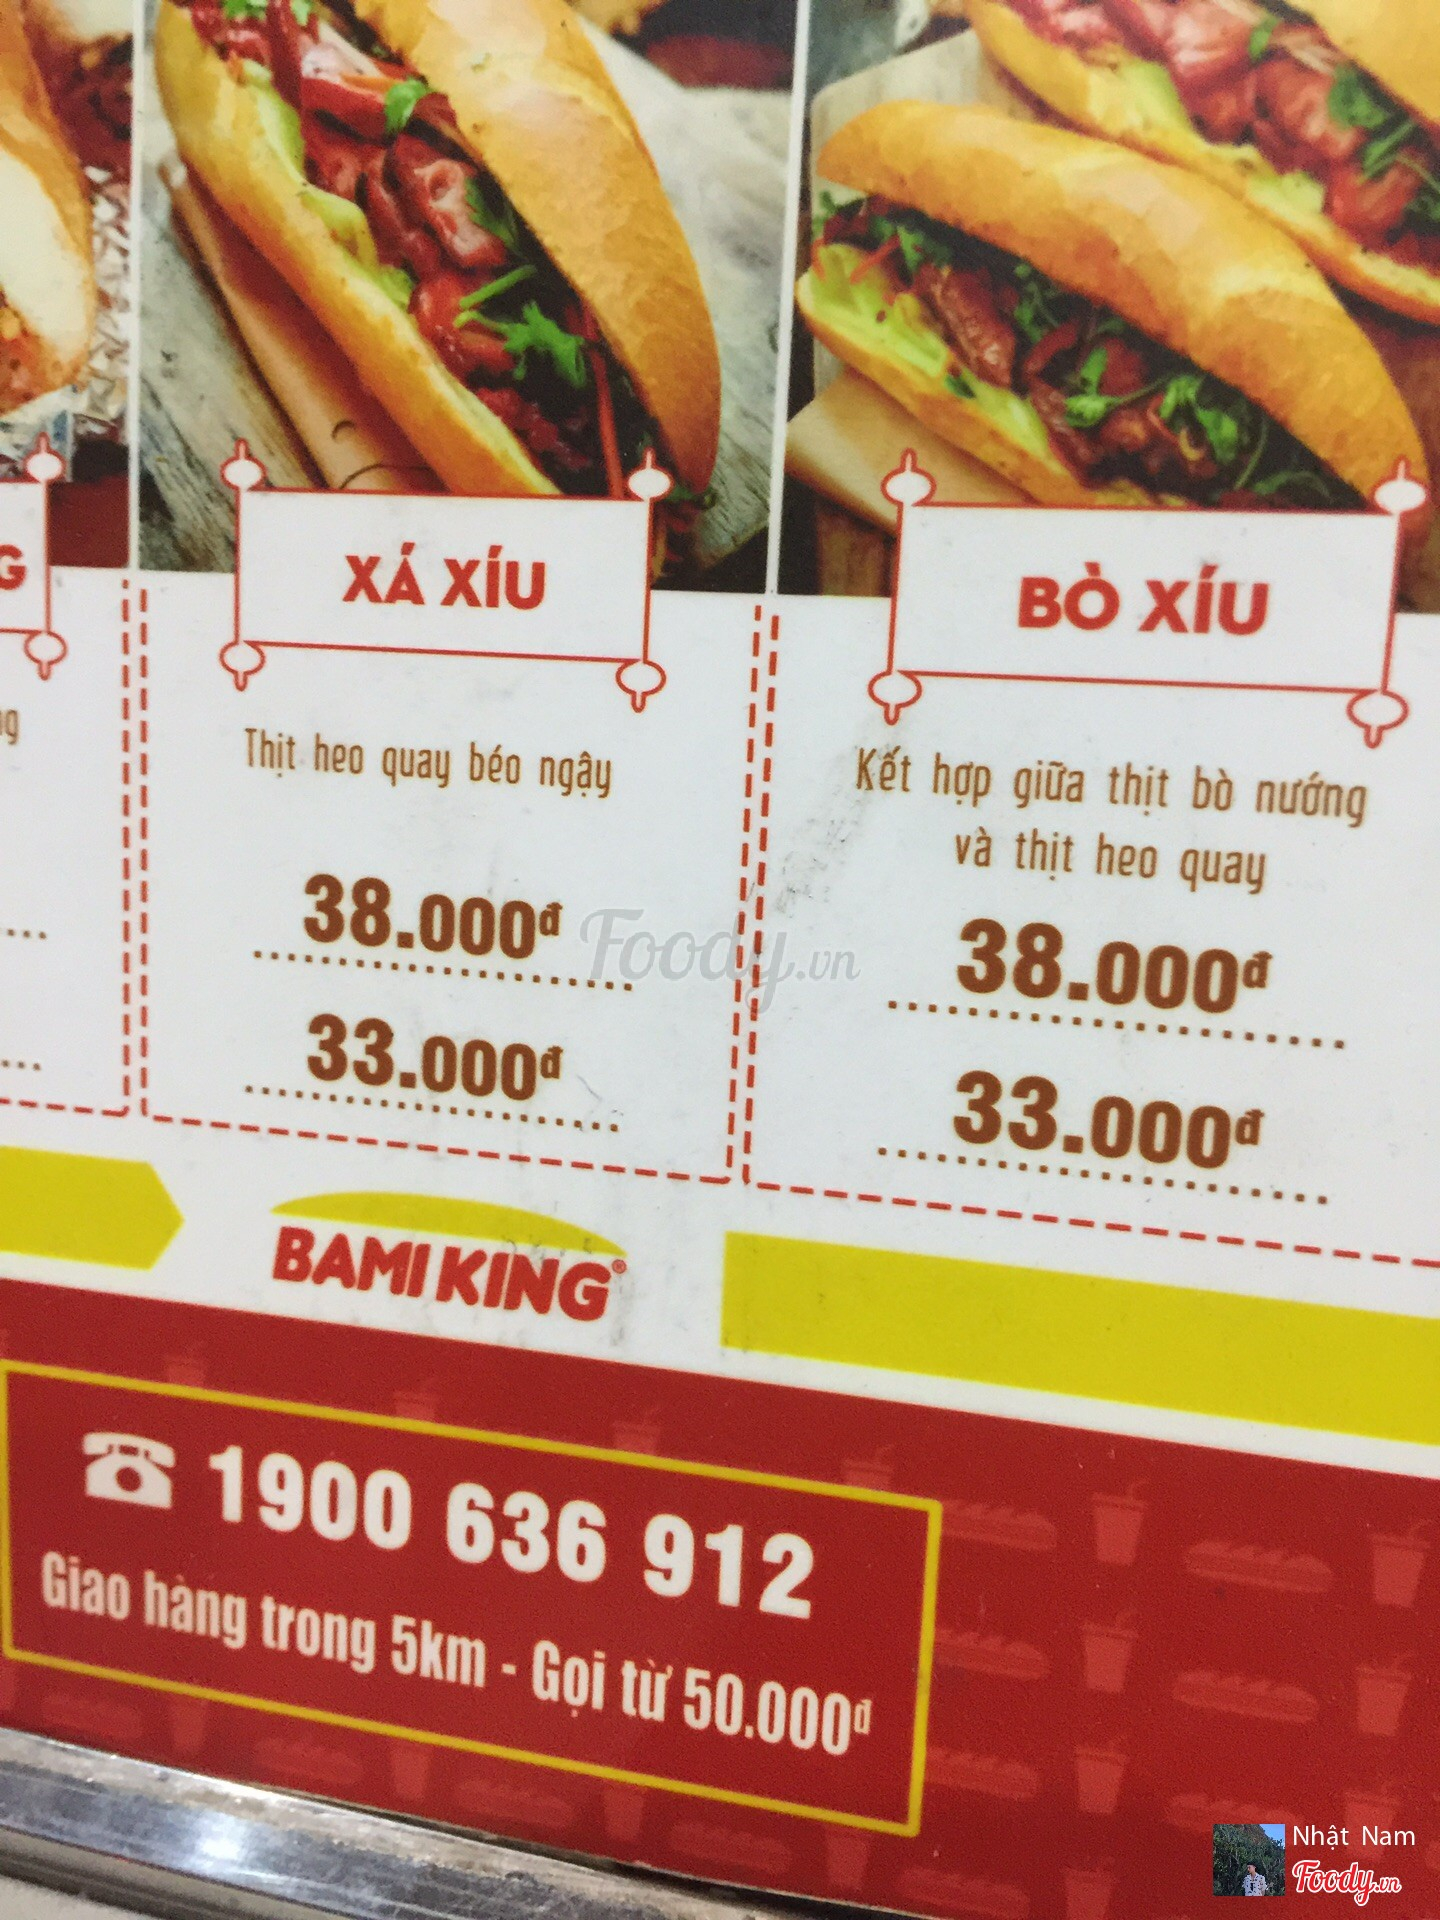 G
XÁ XÍU
BÒ XÍU
ng
Thịt heo quay béo ngậy
Kết hợp giữa thịt bò nướng
và thịt heo quay
38.000đ
38.000đ
Foody.vn
33.000đ
33.000đ
BAMI KING®
☎ 1900 636 912
Giao hàng trong 5km - Gọi từ 50.000đ
Nhật Nam
Foody.vn